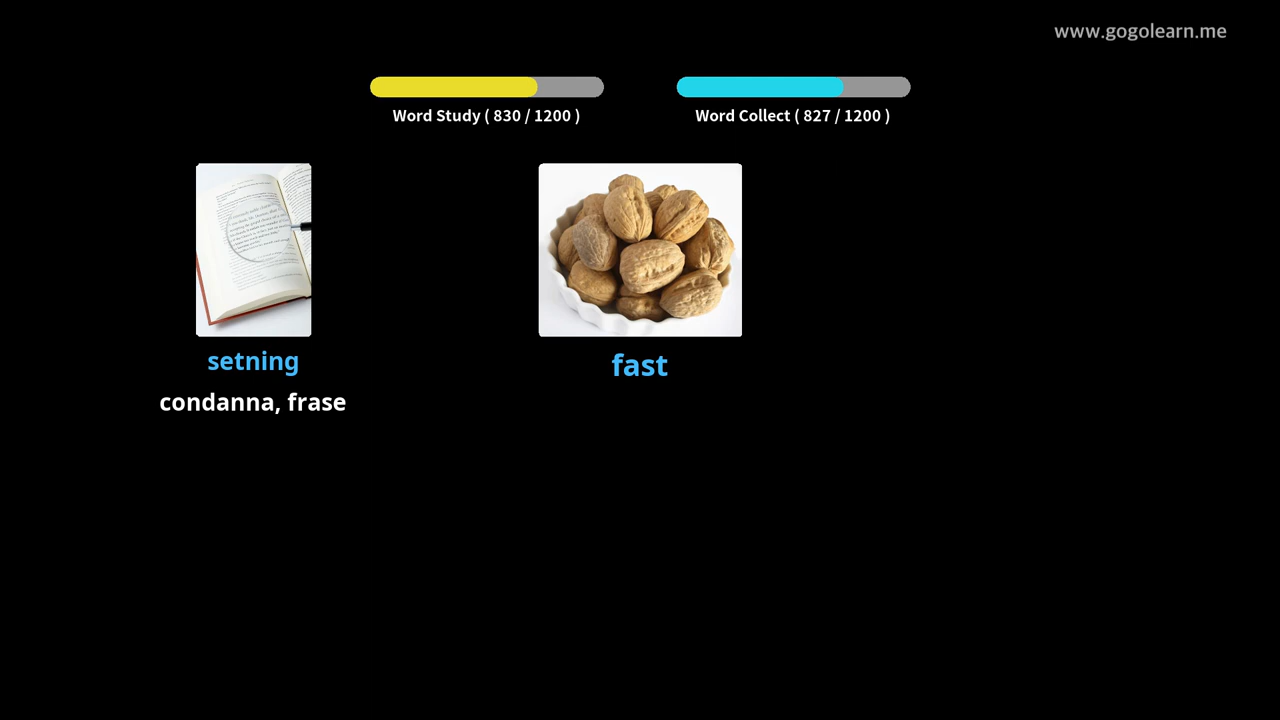 www.gogolearn.me
Word Study ( 830 / 1200 )
Word Collect ( 827 / 1200 )
setning
condanna, frase
fast